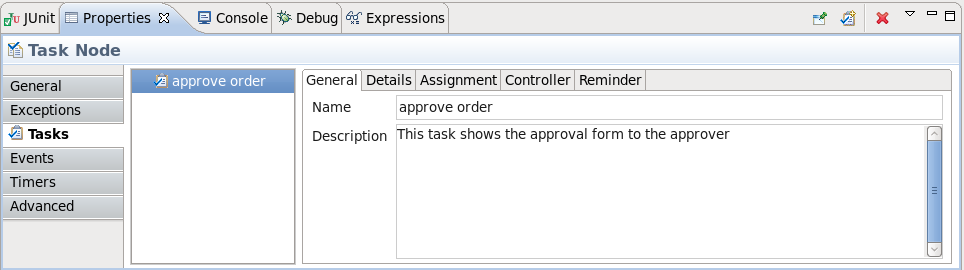 JUnit Properties Console Debug Expressions
Task Node
General
Exceptions
Tasks
Events
Timers
Advanced
approve order
General Details Assignment Controller Reminder
Name approve order
Description This task shows the approval form to the approver